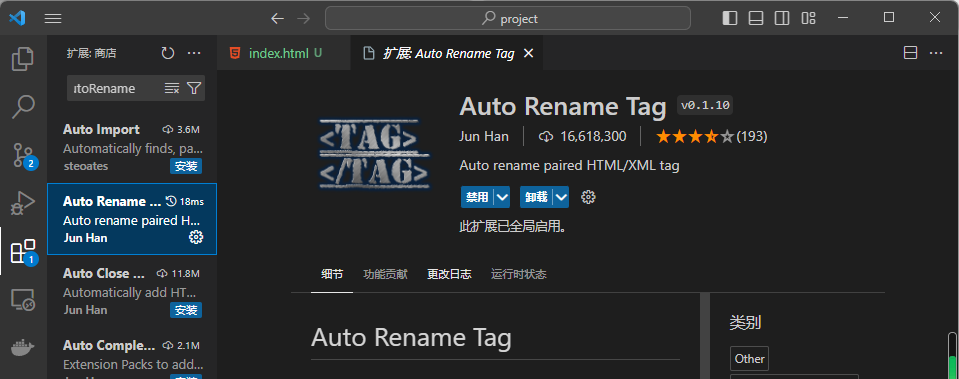 project
扩展: 商店
index.html U
扩展: Auto Rename Tag
utoRename
Auto Import 3.6M
Automatically finds, pa...
steoates 安装
Auto Rename ... 18ms
Auto rename paired H...
Jun Han
Auto Close ... 11.8M
Automatically add HT...
Jun Han 安装
Auto Comple... 2.1M
Extension Packs to add...
安装
2
1
<TAG>
</TAG>
Auto Rename Tag v0.1.10
Jun Han 16,618,300 (193)
Auto rename paired HTML/XML tag
禁用 卸载
此扩展已全局启用。
细节 功能贡献 更改日志 运行时状态
Auto Rename Tag
类别
Other